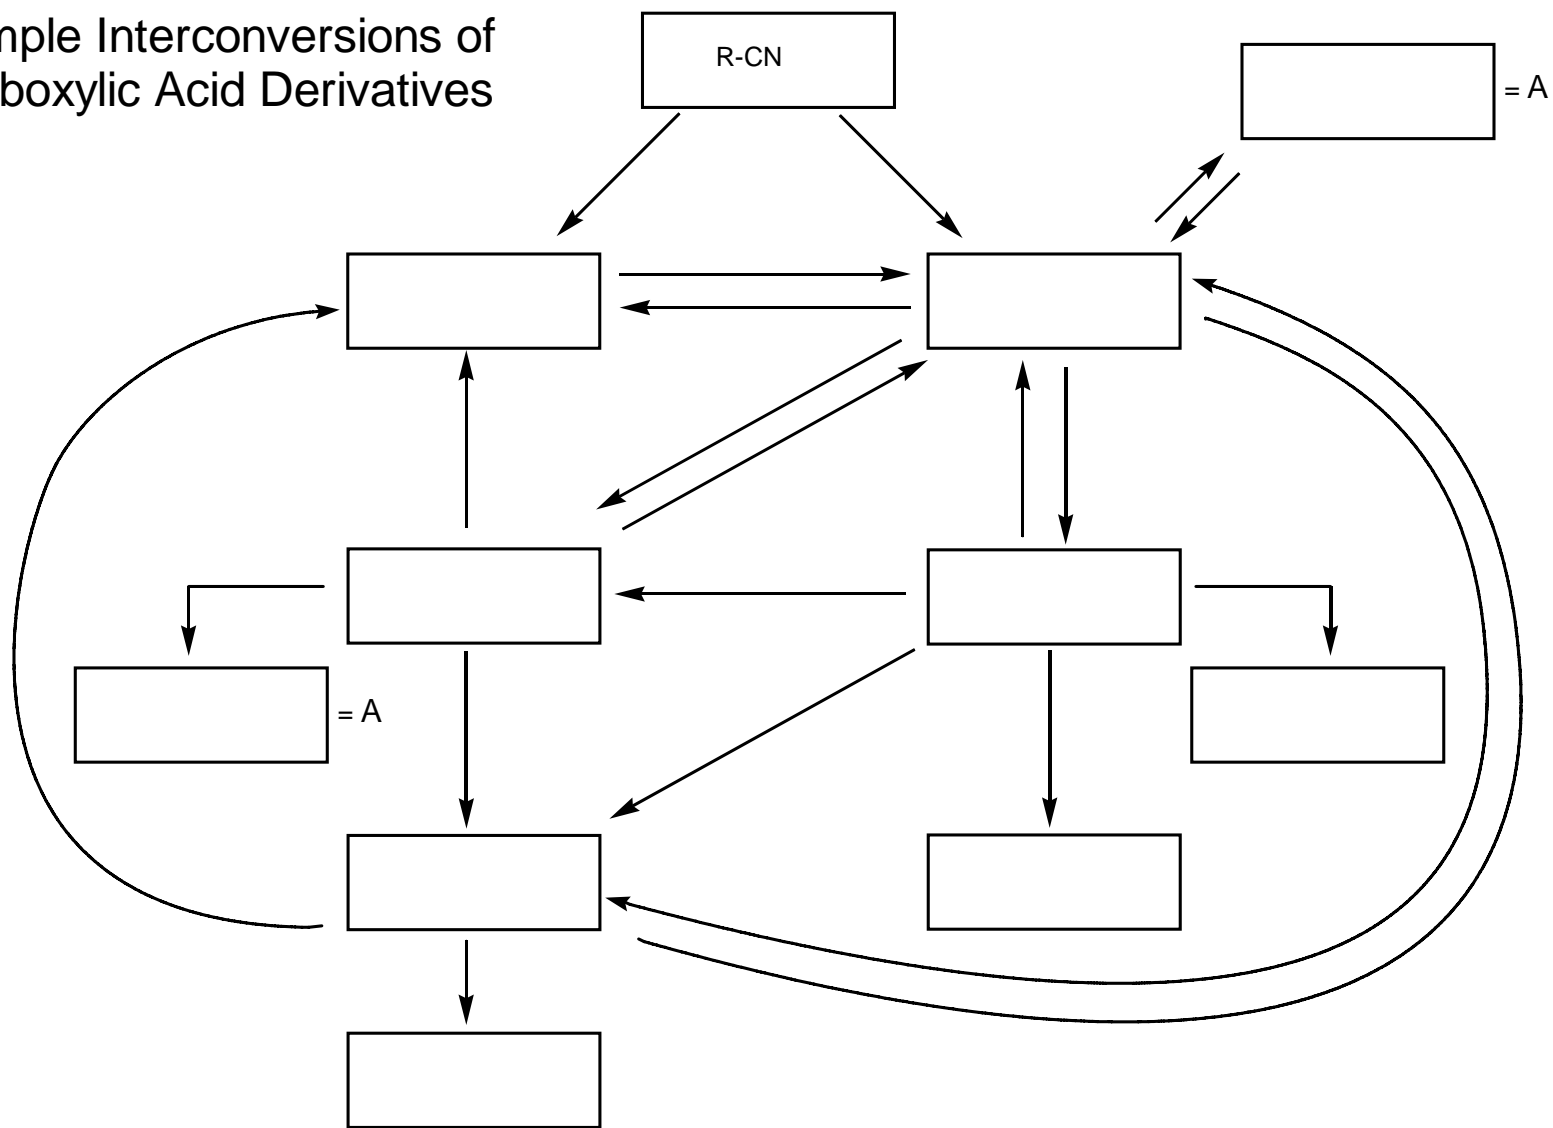 mple Interconversions of
boxylic Acid Derivatives
R-CN
= A
= A